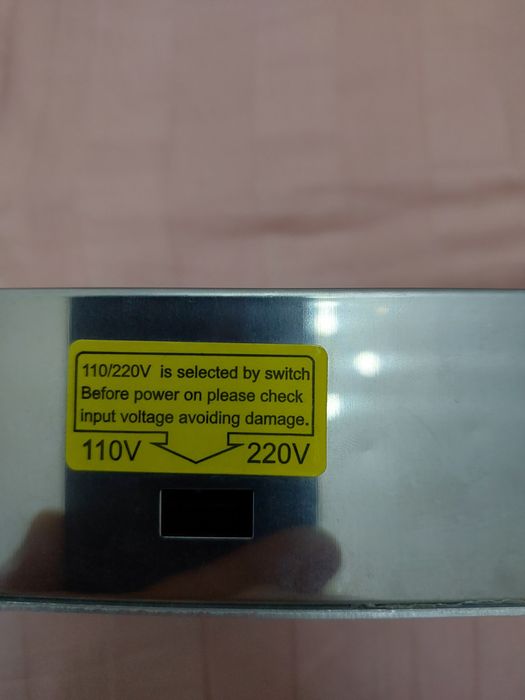 110/220V is selected by switch
Before power on please check
input voltage avoiding damage.
110V 220V